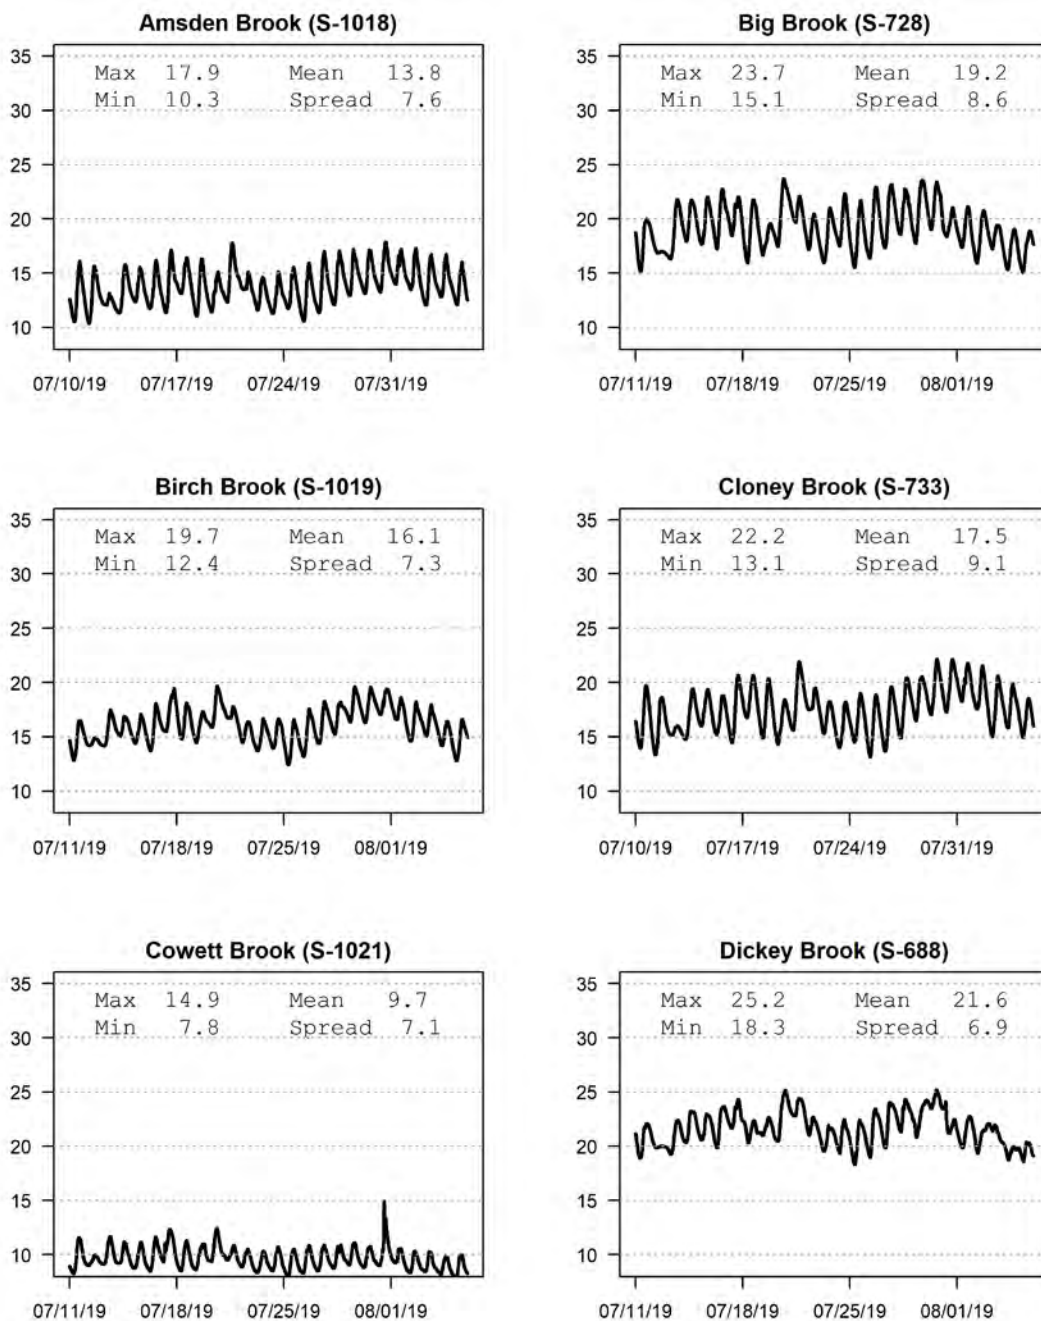 Amsden Brook (S-1018)
Max 17.9 Mean 13.8
Min 10.3 Spread 7.6
35
30
25
20
15
10
07/10/19 07/17/19 07/24/19 07/31/19
Big Brook (S-728)
Max 23.7 Mean 19.2
Min 15.1 Spread 8.6
35
30
25
20
15
10
07/11/19 07/18/19 07/25/19 08/01/19
Birch Brook (S-1019)
Max 19.7 Mean 16.1
Min 12.4 Spread 7.3
35
30
25
20
15
10
07/11/19 07/18/19 07/25/19 08/01/19
Cloney Brook (S-733)
Max 22.2 Mean 17.5
Min 13.1 Spread 9.1
35
30
25
20
15
10
07/10/19 07/17/19 07/24/19 07/31/19
Cowett Brook (S-1021)
Max 14.9 Mean 9.7
Min 7.8 Spread 7.1
35
30
25
20
15
10
07/11/19 07/18/19 07/25/19 08/01/19
Dickey Brook (S-688)
Max 25.2 Mean 21.6
Min 18.3 Spread 6.9
35
30
25
20
15
10
07/11/19 07/18/19 07/25/19 08/01/19